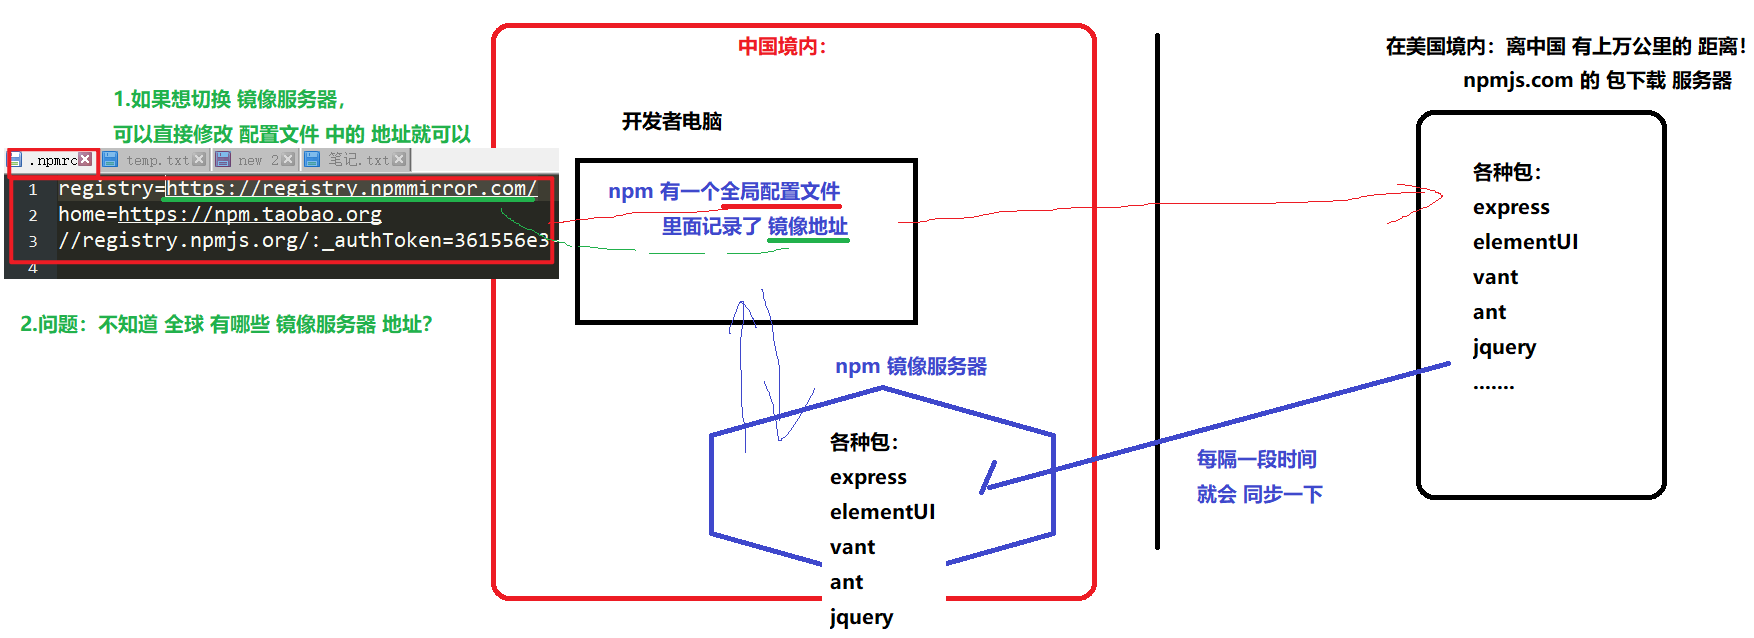 中国境内：
在美国境内：离中国 有上万公里的 距离！
npmjs.com 的 包下载 服务器
1.如果想切换 镜像服务器，
可以直接修改 配置文件 中的 地址就可以
开发者电脑
.npmrc temp.txt new 2 笔记.txt
1 registry=https://registry.npmmirror.com/
2 home=https://npm.taobao.org
3 //registry.npmjs.org/:_authToken=361556e3
4
npm 有一个全局配置文件
里面记录了 镜像地址
各种包：
express
elementUI
vant
ant
jquery
.......
2.问题：不知道 全球 有哪些 镜像服务器 地址？
npm 镜像服务器
各种包：
express
elementUI
vant
ant
jquery
每隔一段时间
就会 同步一下